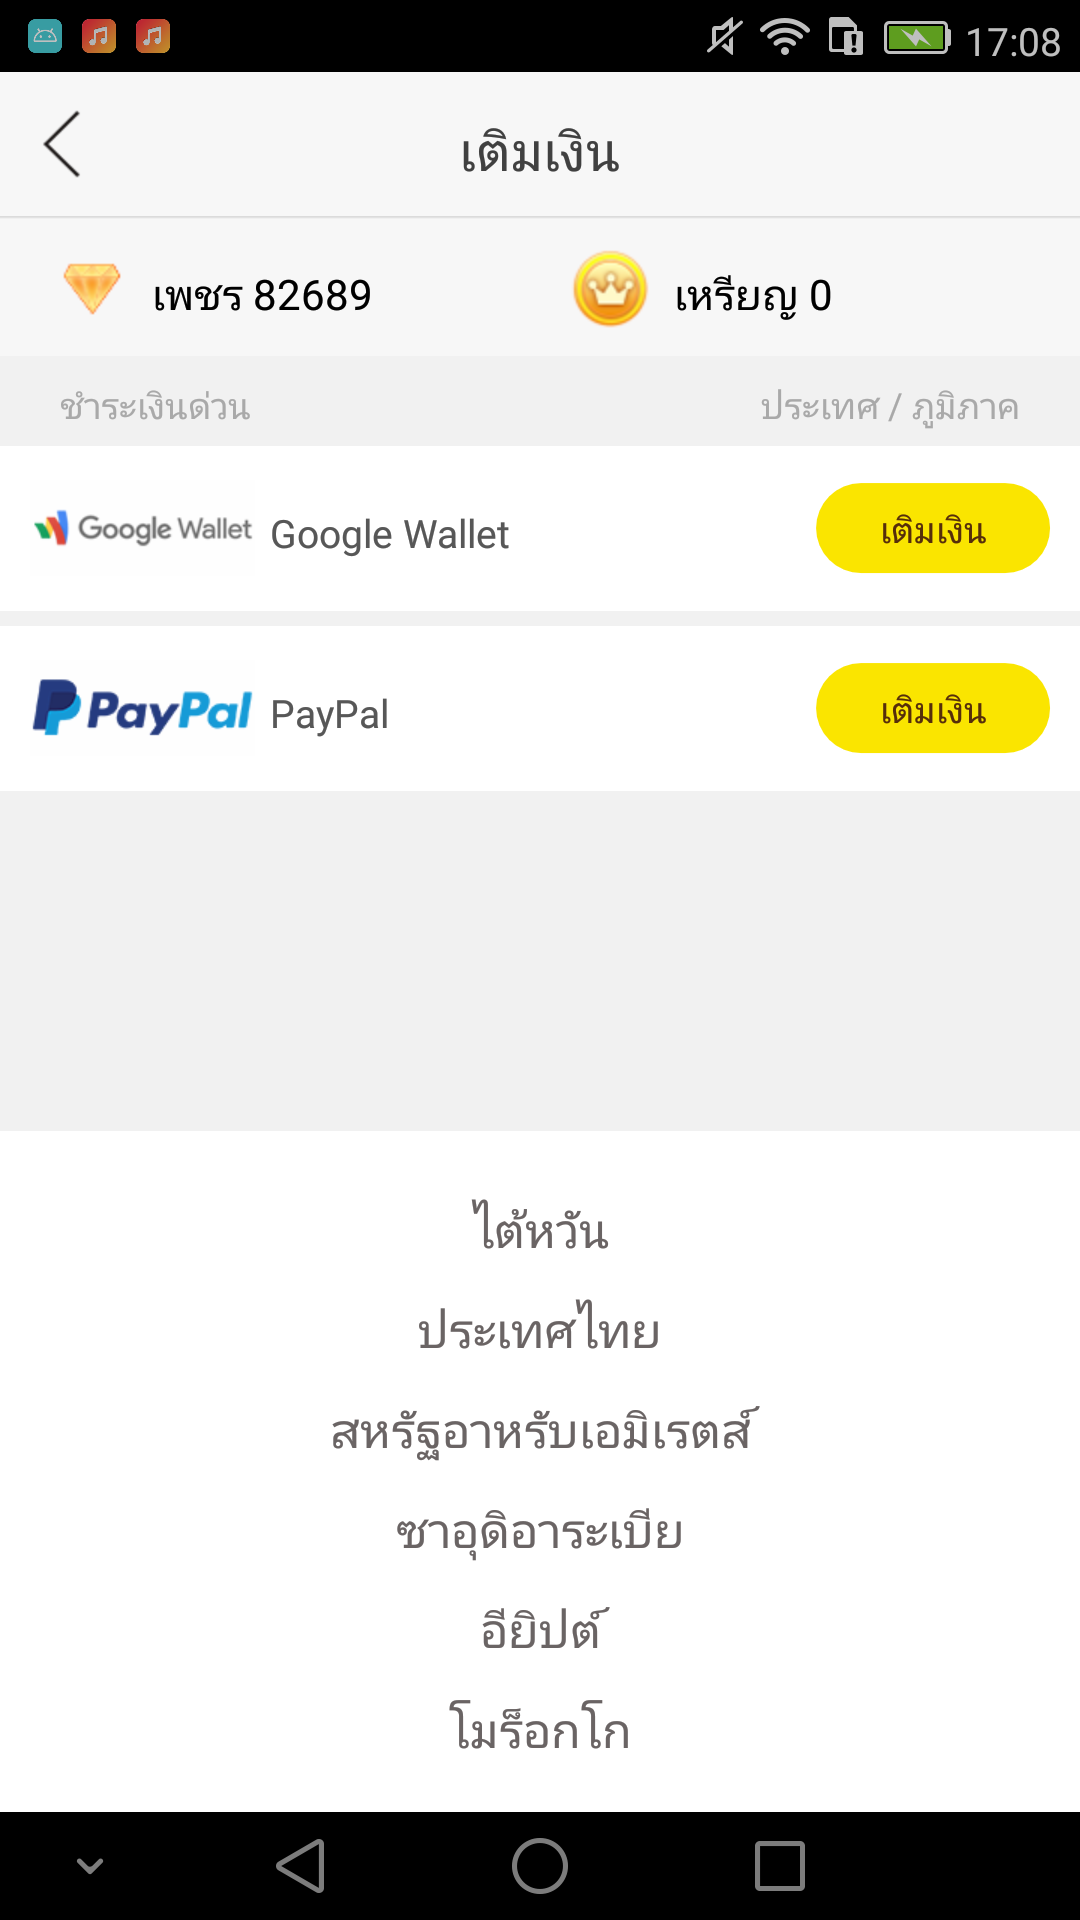 17:08
เติมเงิน
เพชร 82689 เหรียญ 0
ชำระเงินด่วน ประเทศ / ภูมิภาค
Google Wallet Google Wallet เติมเงิน
PayPal PayPal เติมเงิน
ไต้หวัน
ประเทศไทย
สหรัฐอาหรับเอมิเรตส์
ซาอุดิอาระเบีย
อียิปต์
โมร็อกโก